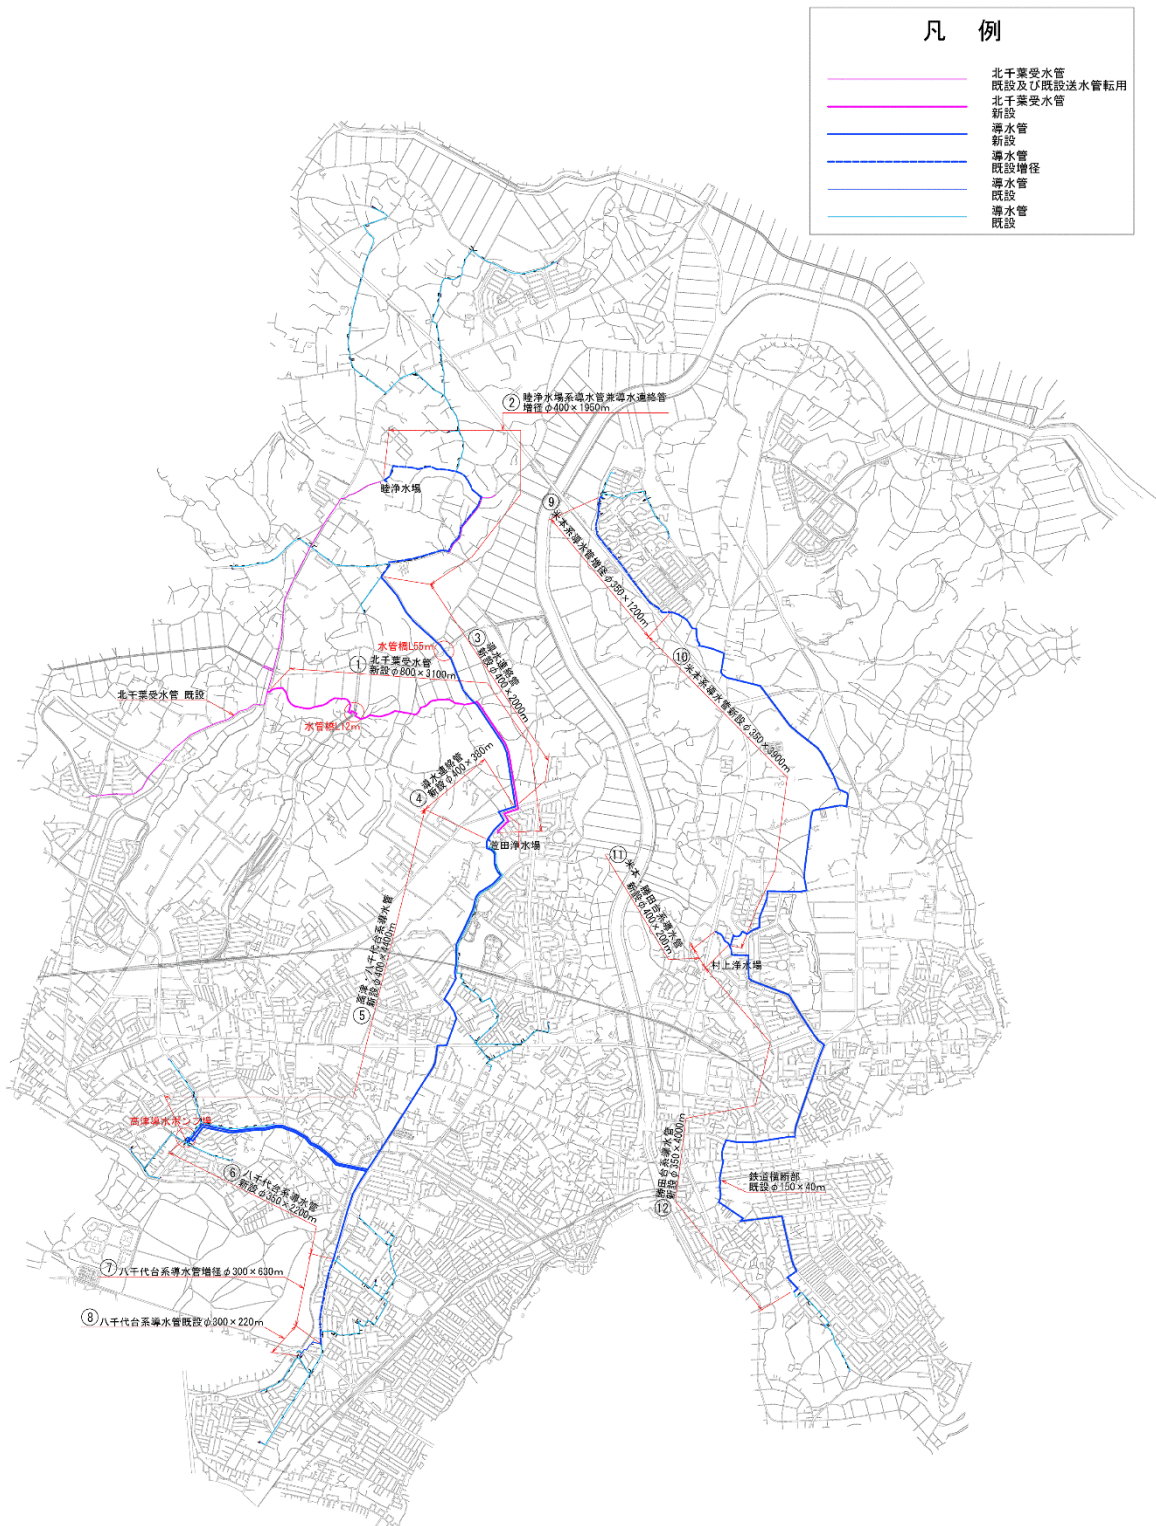 凡 例
北千葉受水管
既設及び既設送水管転用
北千葉受水管
新設
導水管
新設
導水管
既設増径
導水管
既設
導水管
既設
② 睦浄水場系導水管兼導水連絡管
増径φ400×1950m
睦浄水場
⑨ 米本系導水管増径φ350×1200m
水管橋L55m
③ 導水連絡管
新設φ400×2000m
① 北千葉受水管
新設φ800×3100m
⑩ 米本系導水管新設φ350×3900m
北千葉受水管 既設
水管橋L12m
④ 導水連絡管
新設φ400×380m
萱田浄水場
⑪ 米本・勝田台系導水管
新設φ400×200m
⑤ 高津・八千代台系導水管
新設φ400×4400m
村上浄水場
高津導水ポンプ場
⑥ 八千代台系導水管
新設φ350×2200m
⑫ 勝田台系導水管
新設φ350×4000m
鉄道横断部
既設φ150×40m
⑦ 八千代台系導水管増径φ300×630m
⑧ 八千代台系導水管既設φ300×220m